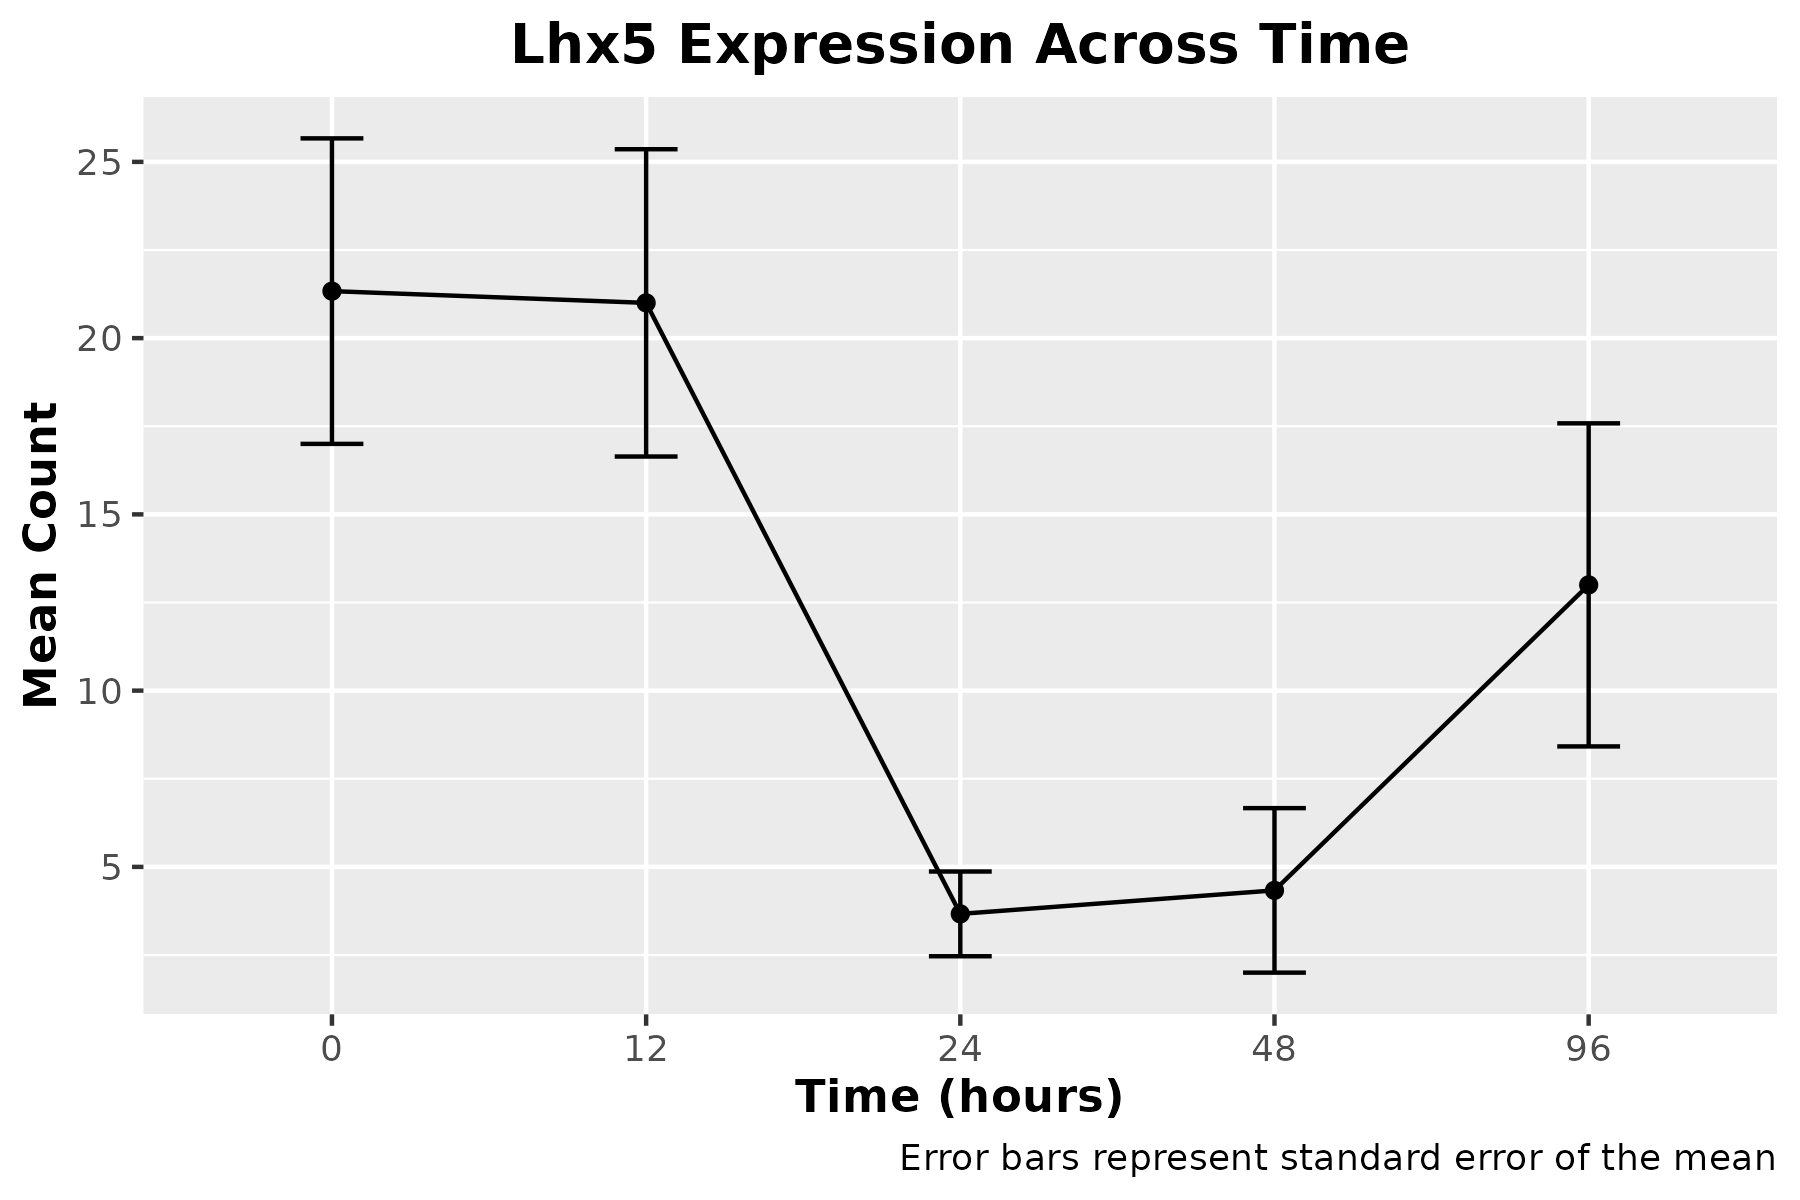 Lhx5 Expression Across Time
Mean Count
25
20
15
10
5
0 12 24 48 96
Time (hours)
Error bars represent standard error of the mean